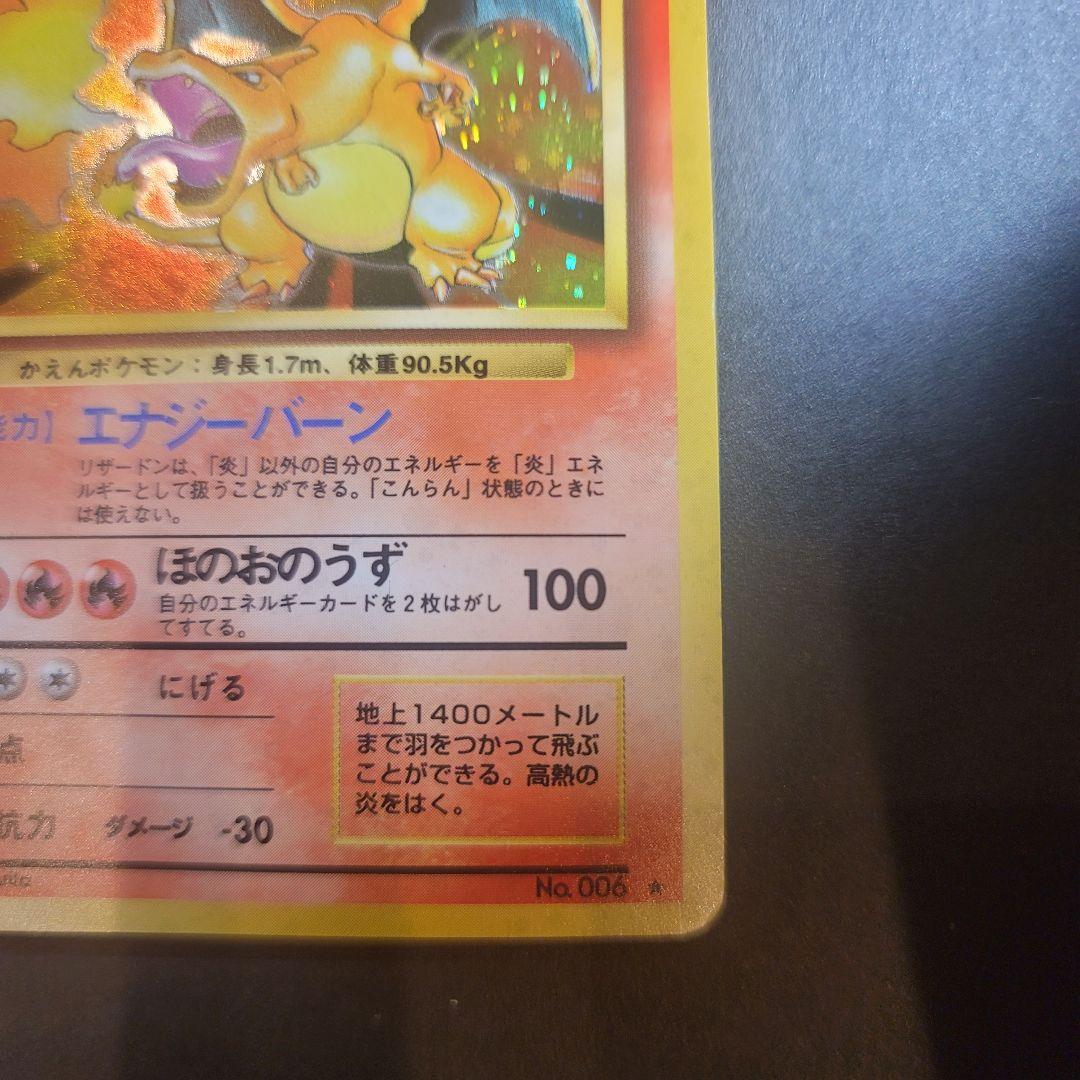 かえんポケモン：身長1.7m、体重90.5Kg
力］ エナジーバーン
リザードンは、「炎」以外の自分のエネルギーを「炎」エネ
ルギーとして扱うことができる。「こんらん」状態のときに
は使えない。
ほのおのうず
100
自分のエネルギーカードを2枚はがし
てすてる。
にげる
点
抗力 ダメージ -30
地上1400メートル
まで羽をつかって飛ぶ
ことができる。高熱の
炎をはく。
No. 006 ★